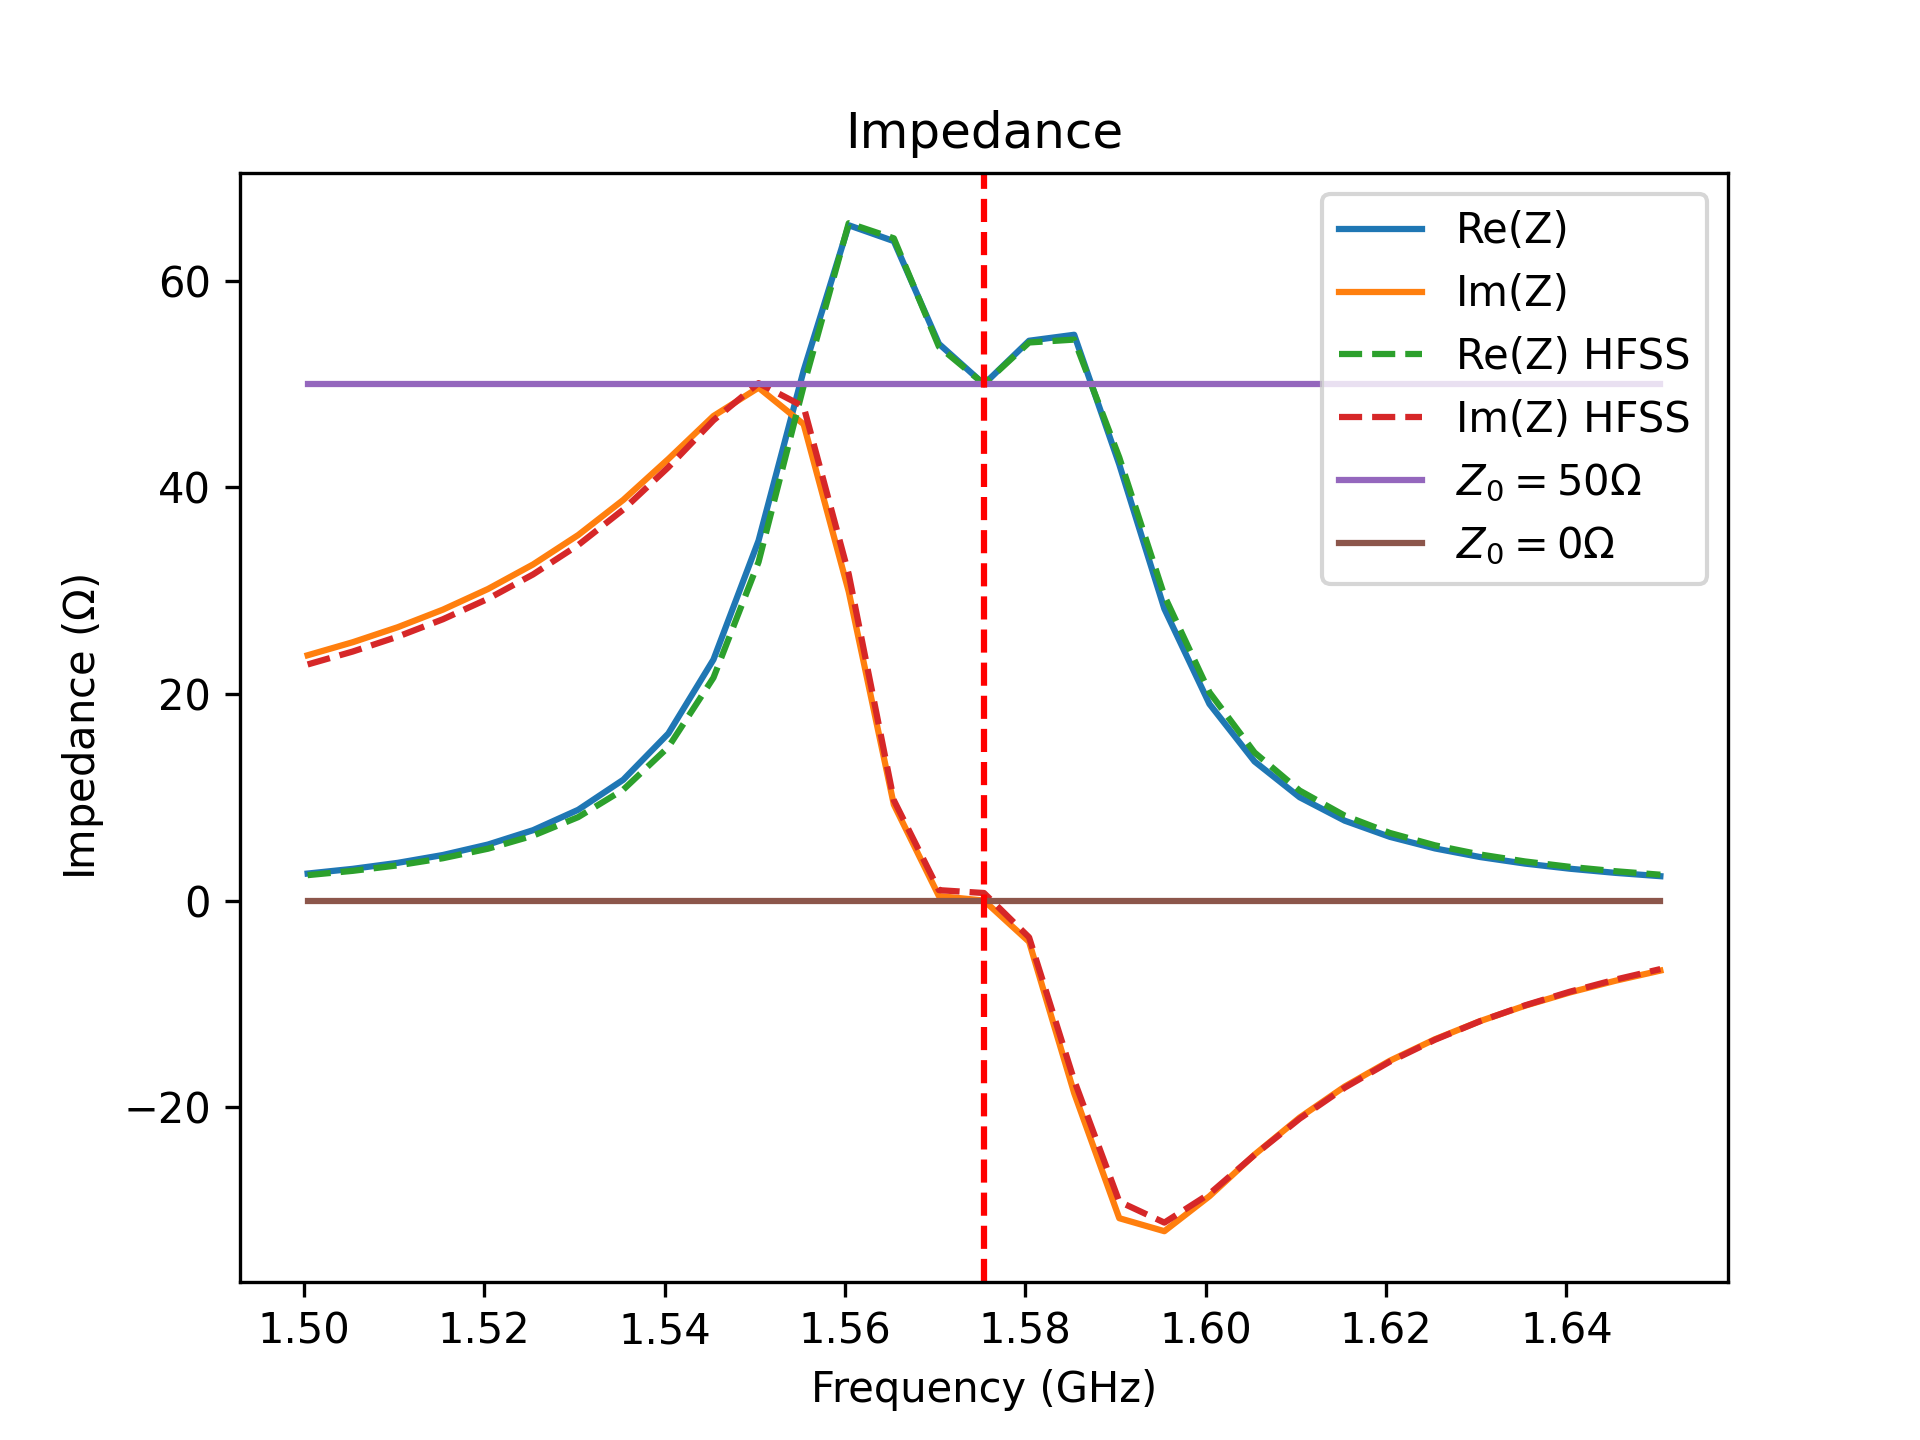 Impedance
Re(Z)
Im(Z)
Re(Z) HFSS
Im(Z) HFSS
Z₀ = 50Ω
Z₀ = 0Ω
Impedance (Ω)
60
40
20
0
−20
1.50 1.52 1.54 1.56 1.58 1.60 1.62 1.64
Frequency (GHz)